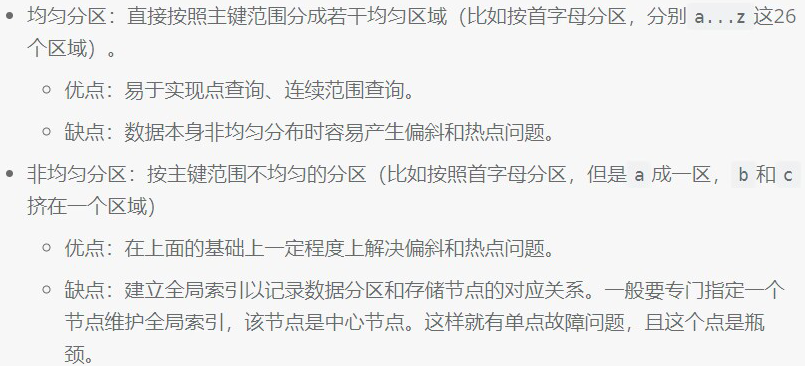 • 均匀分区：直接按照主键范围分成若干均匀区域（比如按首字母分区，分别 a...z 这26
个区域）。
◦ 优点：易于实现点查询、连续范围查询。
◦ 缺点：数据本身非均匀分布时容易产生偏斜和热点问题。
• 非均匀分区：按主键范围不均匀的分区（比如按照首字母分区，但是 a 成一区， b 和 c
挤在一个区域）
◦ 优点：在上面的基础上一定程度上解决偏斜和热点问题。
◦ 缺点：建立全局索引以记录数据分区和存储节点的对应关系。一般要专门指定一个
节点维护全局索引，该节点是中心节点。这样就有单点故障问题，且这个点是瓶
颈。